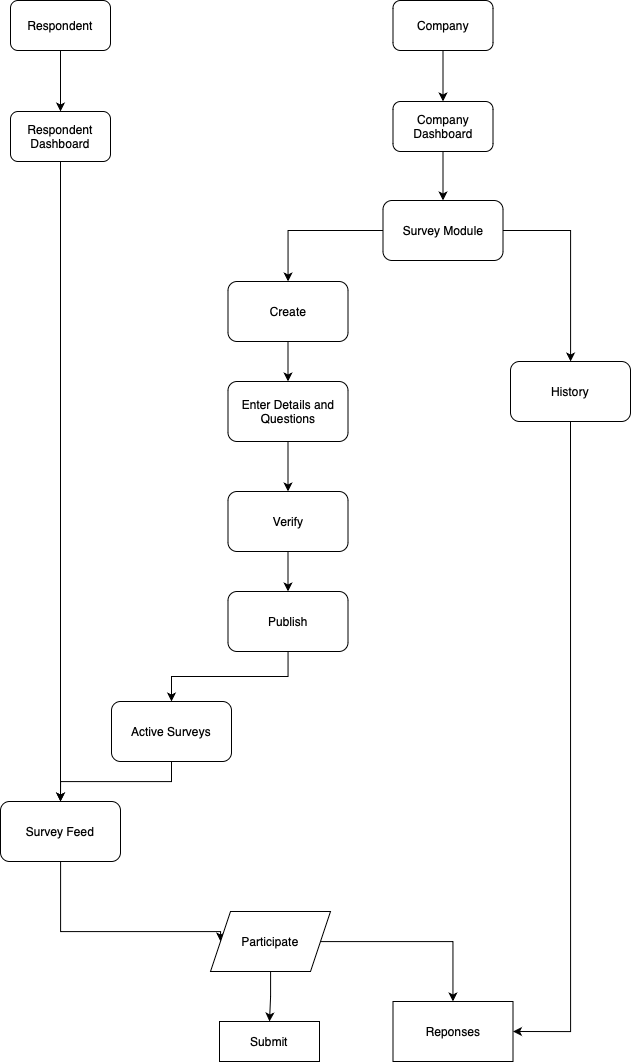 Respondent
Company
Respondent
Dashboard
Company
Dashboard
Survey Module
Create
History
Enter Details and
Questions
Verify
Publish
Active Surveys
Survey Feed
Participate
Submit
Reponses